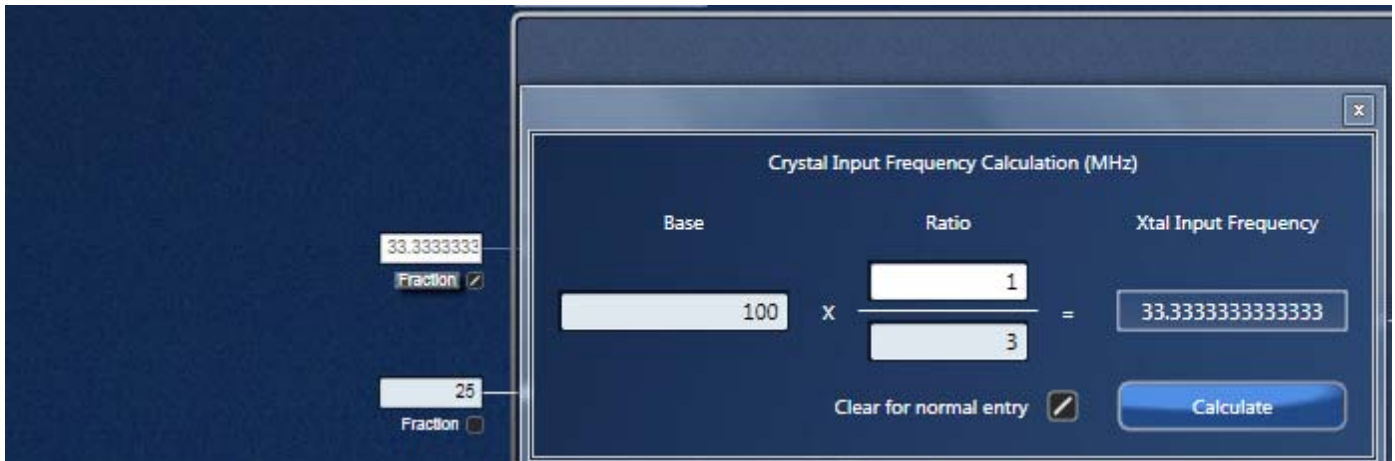 x
Crystal Input Frequency Calculation (MHz)
Base Ratio Xtal Input Frequency
33.3333333
Fraction
1
100 X = 33.3333333333333
3
25
Fraction
Clear for normal entry Calculate